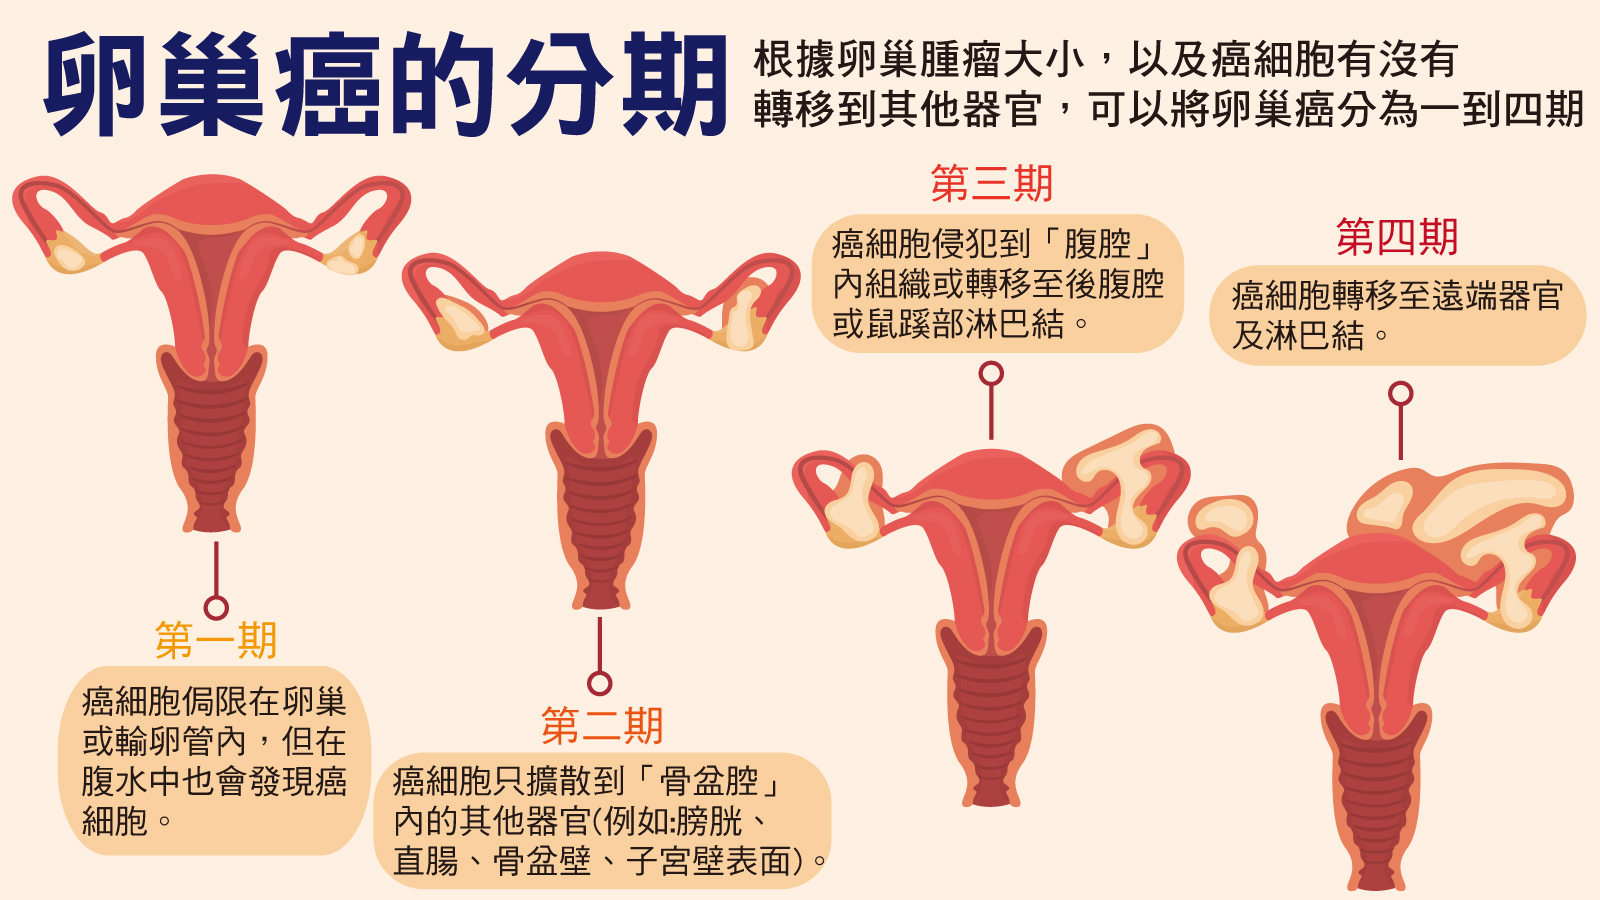 卵巢癌的分期
根據卵巢腫瘤大小，以及癌細胞有沒有
轉移到其他器官，可以將卵巢癌分為一到四期
第一期
癌細胞侷限在卵巢
或輸卵管內，但在
腹水中也會發現癌
細胞。
第二期
癌細胞只擴散到「骨盆腔」
內的其他器官(例如:膀胱、
直腸、骨盆壁、子宮壁表面)。
第三期
癌細胞侵犯到「腹腔」
內組織或轉移至後腹腔
或鼠蹊部淋巴結。
第四期
癌細胞轉移至遠端器官
及淋巴結。